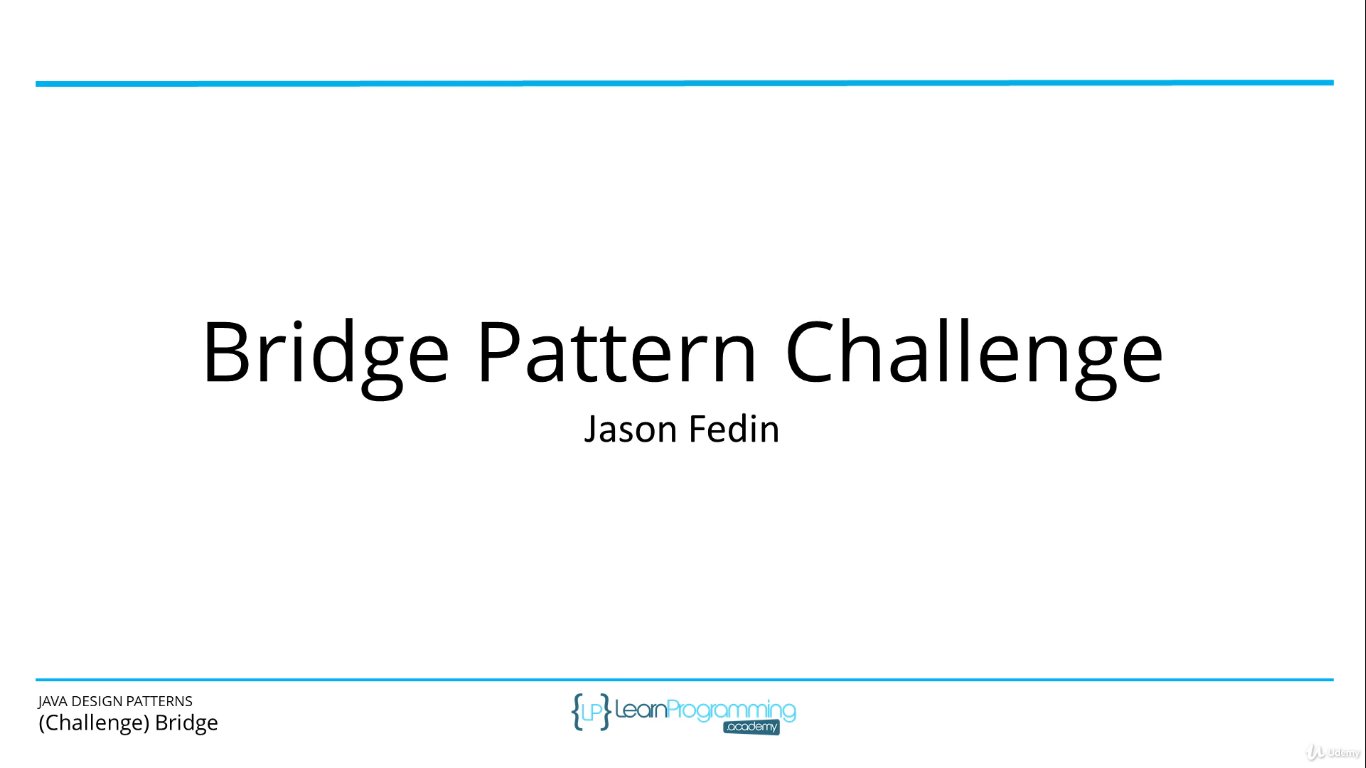 Bridge Pattern Challenge
Jason Fedin
JAVA DESIGN PATTERNS
(Challenge) Bridge
{LP} LearnProgramming
.academy
Udemy